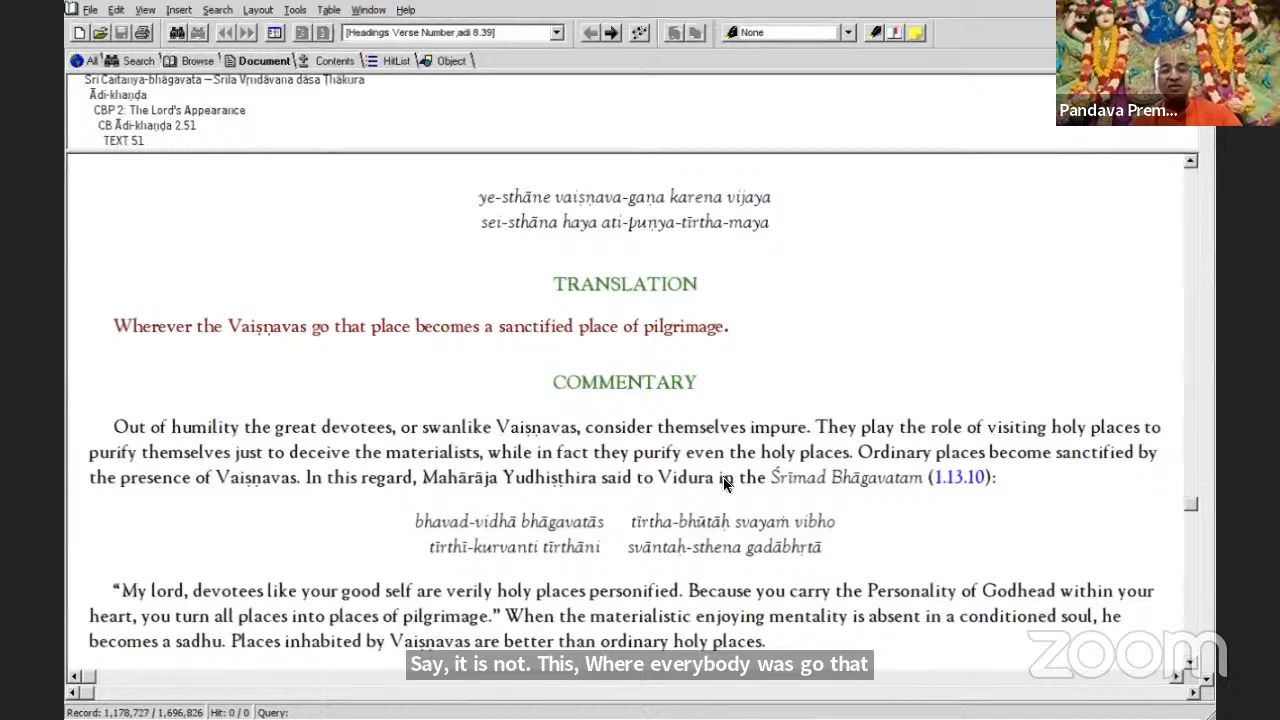 File Edit View Insert Search Layout Tools Table Window Help
[Headings Verse Number,adi 8.39] None
All Search Browse Document Contents HitList Object
Śrī Caitanya-bhāgavata – Śrīla Vṛndāvana dāsa Ṭhākura
Ādi-khaṇḍa
CBP 2: The Lord's Appearance
CB Ādi-khaṇḍa 2.51
TEXT 51
Pandava Prem...
ye-sthāne vaiṣṇava-gaṇa karena vijaya
sei-sthāna haya ati-puṇya-tīrtha-maya
TRANSLATION
Wherever the Vaiṣṇavas go that place becomes a sanctified place of pilgrimage.
COMMENTARY
Out of humility the great devotees, or swanlike Vaiṣṇavas, consider themselves impure. They play the role of visiting holy places to
purify themselves just to deceive the materialists, while in fact they purify even the holy places. Ordinary places become sanctified by
the presence of Vaiṣṇavas. In this regard, Mahārāja Yudhiṣṭhira said to Vidura in the Śrīmad Bhāgavatam (1.13.10):
bhavad-vidhā bhāgavatās tīrtha-bhūtāḥ svayaṁ vibho
tīrthī-kurvanti tīrthāni svāntaḥ-sthena gadābhṛtā
“My lord, devotees like your good self are verily holy places personified. Because you carry the Personality of Godhead within your
heart, you turn all places into places of pilgrimage.” When the materialistic enjoying mentality is absent in a conditioned soul, he
becomes a sadhu. Places inhabited by Vaiṣṇavas are better than ordinary holy places.
Say, it is not. This, Where everybody was go that
zoom
Record: 1,178,727 / 1,696,826 Hit: 0 / 0 Query: